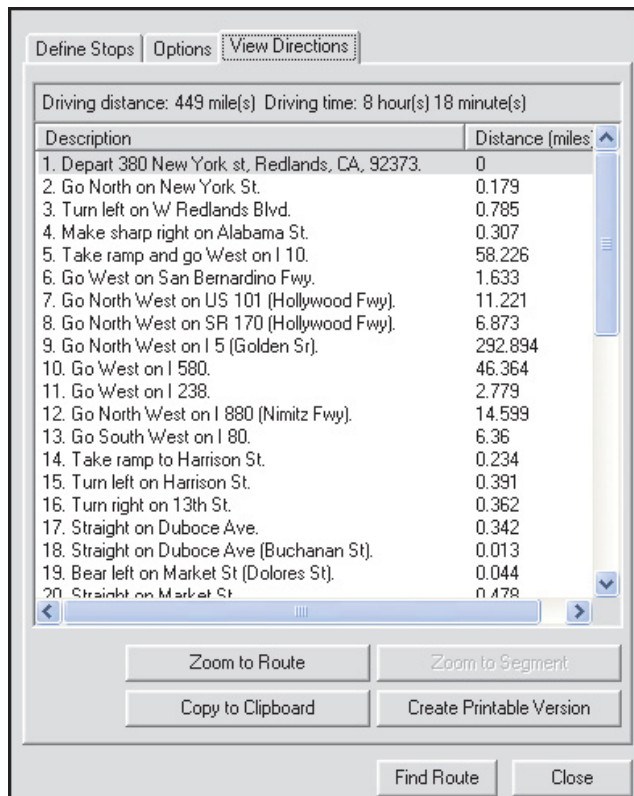 Define Stops Options View Directions
Driving distance: 449 mile(s) Driving time: 8 hour(s) 18 minute(s)
Description Distance (miles)
1. Depart 380 New York st, Redlands, CA, 92373. 0
2. Go North on New York St. 0.179
3. Turn left on W Redlands Blvd. 0.785
4. Make sharp right on Alabama St. 0.307
5. Take ramp and go West on I 10. 58.226
6. Go West on San Bernardino Fwy. 1.633
7. Go North West on US 101 (Hollywood Fwy). 11.221
8. Go North West on SR 170 (Hollywood Fwy). 6.873
9. Go North West on I 5 (Golden Sr). 292.894
10. Go West on I 580. 46.364
11. Go West on I 238. 2.779
12. Go North West on I 880 (Nimitz Fwy). 14.599
13. Go South West on I 80. 6.36
14. Take ramp to Harrison St. 0.234
15. Turn left on Harrison St. 0.391
16. Turn right on 13th St. 0.362
17. Straight on Duboce Ave. 0.342
18. Straight on Duboce Ave (Buchanan St). 0.013
19. Bear left on Market St (Dolores St). 0.044
20. Straight on Market St 0.478
Zoom to Route Zoom to Segment
Copy to Clipboard Create Printable Version
Find Route Close